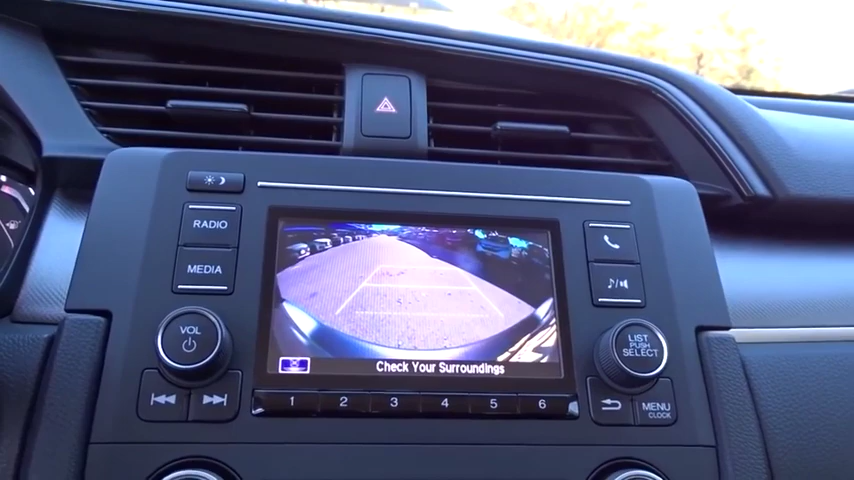 RADIO
MEDIA
VOL
Check Your Surroundings
1 2 3 4 5 6
LIST
PUSH
SELECT
MENU
CLOCK